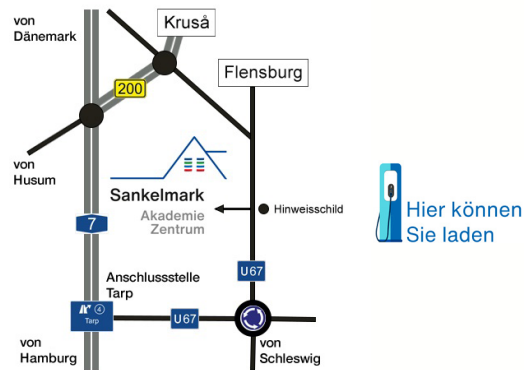 von
Dänemark
Kruså
Flensburg
200
von
Husum
Sankelmark
Akademie
Zentrum
Hinweisschild
7
Hier können
Sie laden
U67
Anschlussstelle
Tarp
4
Tarp
U67
von
Hamburg
von
Schleswig